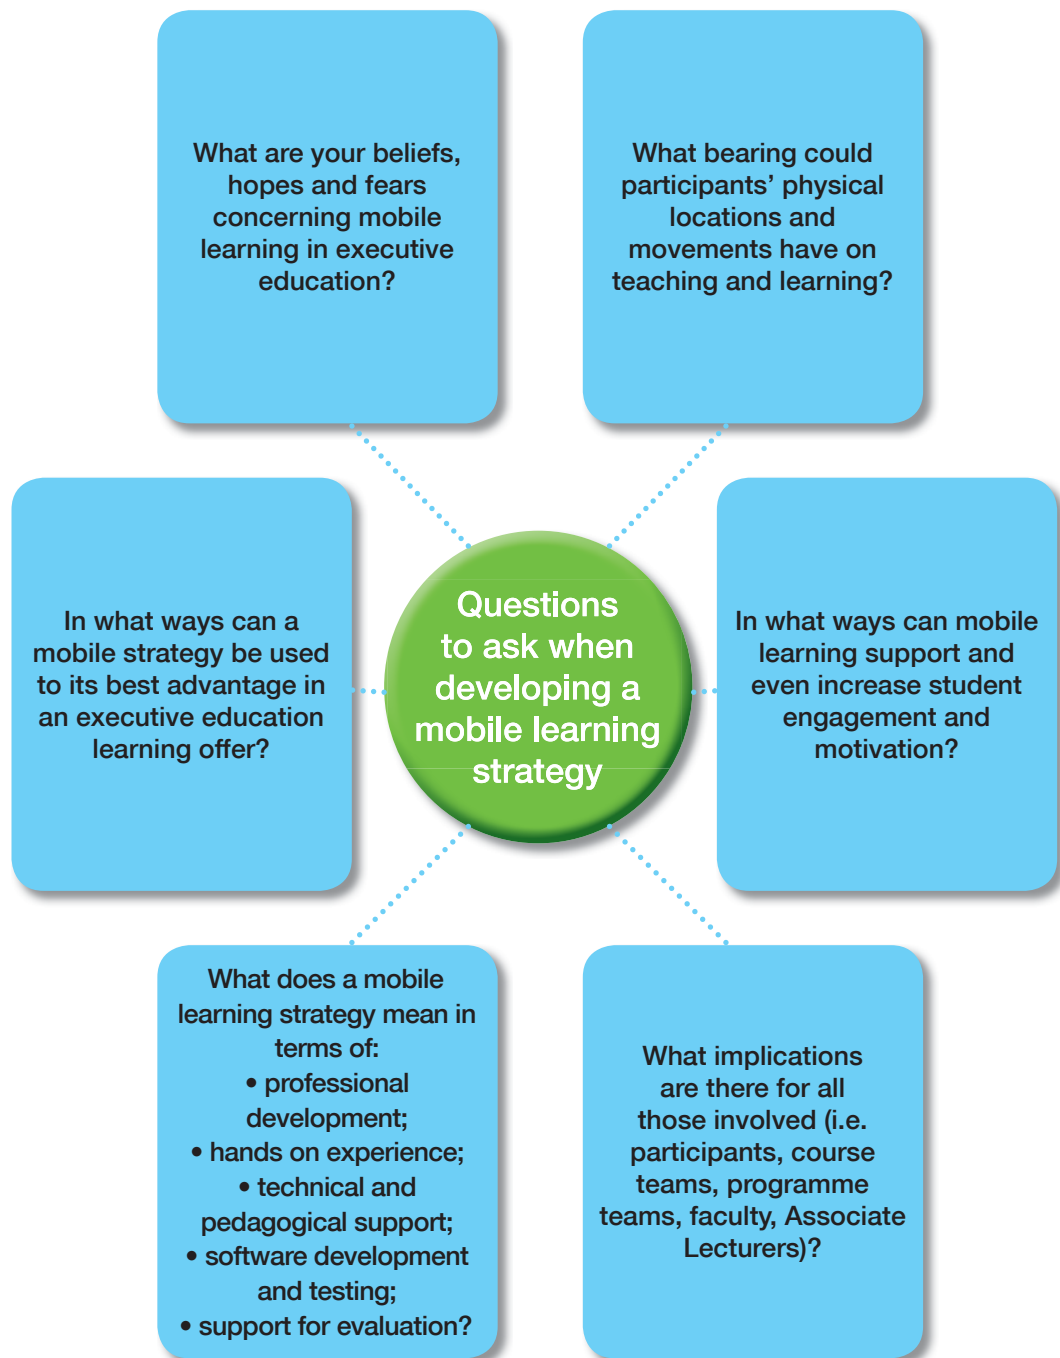 What are your beliefs,
hopes and fears
concerning mobile
learning in executive
education?
What bearing could
participants’ physical
locations and
movements have on
teaching and learning?
In what ways can a
mobile strategy be used
to its best advantage in
an executive education
learning offer?
Questions
to ask when
developing a
mobile learning
strategy
In what ways can mobile
learning support and
even increase student
engagement and
motivation?
What does a mobile
learning strategy mean in
terms of:
• professional
development;
• hands on experience;
• technical and
pedagogical support;
• software development
and testing;
• support for evaluation?
What implications
are there for all
those involved (i.e.
participants, course
teams, programme
teams, faculty, Associate
Lecturers)?